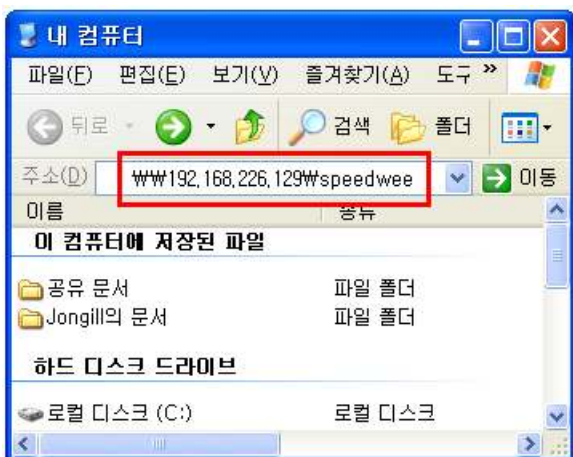 내 컴퓨터
파일(F) 편집(E) 보기(V) 즐겨찾기(A) 도구 »
뒤로 검색 폴더
주소(D) ₩₩192,168,226,129₩speedwee 이동
이름 종류
이 컴퓨터에 저장된 파일
공유 문서 파일 폴더
Jongill의 문서 파일 폴더
하드 디스크 드라이브
로컬 디스크 (C:) 로컬 디스크